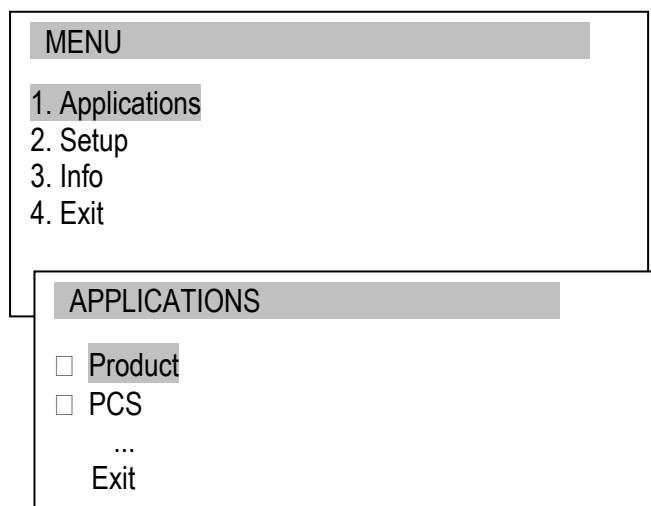 MENU
1. Applications
2. Setup
3. Info
4. Exit
APPLICATIONS
□ Product
□ PCS
...
Exit